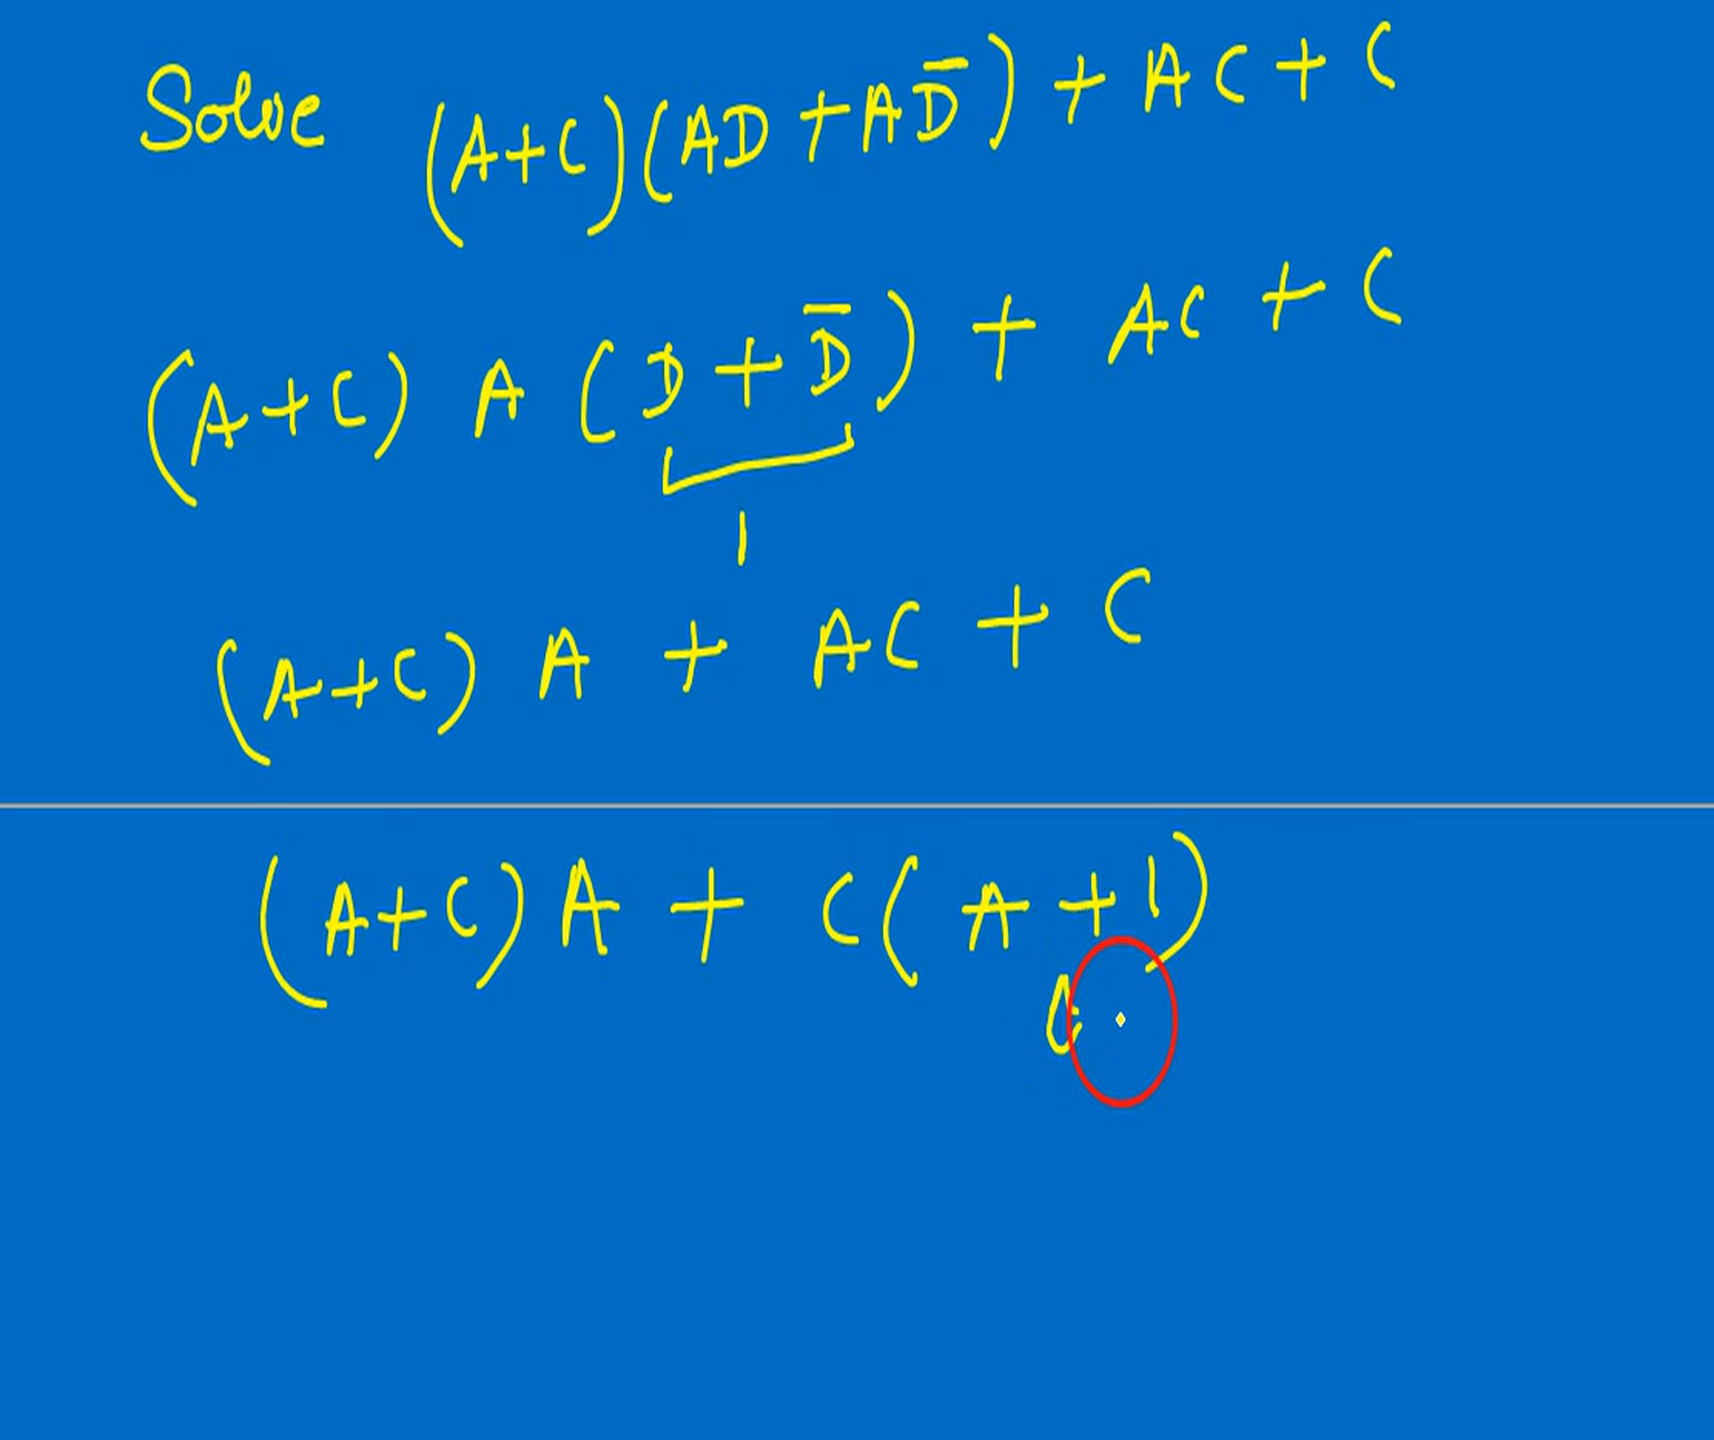 Solve (A+C)(AD+AD̅) + AC + C
(A+C) A (D+D̅) + AC + C
1
(A+C) A + AC + C
(A+C) A + C(A+1)